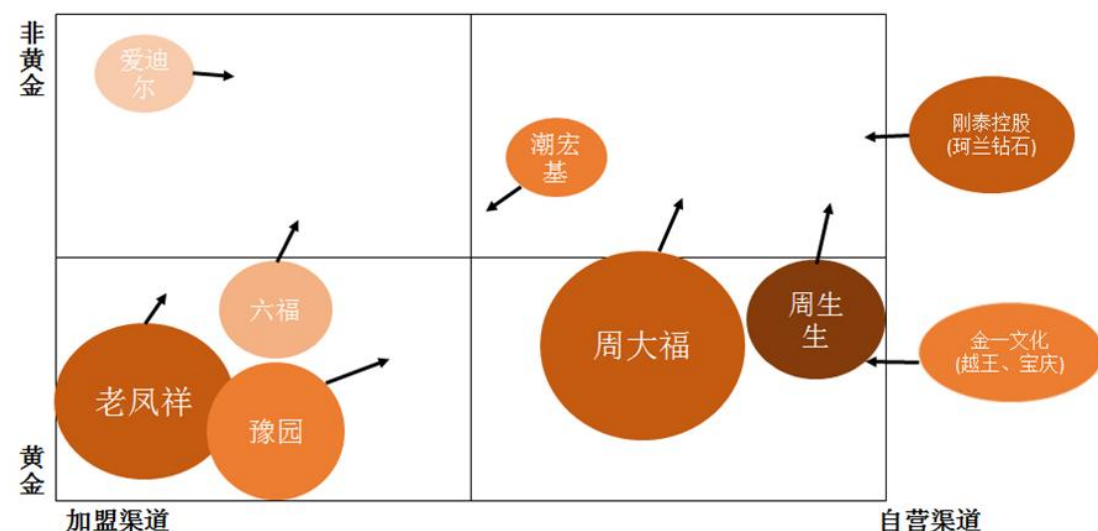 非
黄
金
爱迪
尔
潮宏
基
刚泰控股
(珂兰钻石)
六福
老凤祥
豫园
周大福
周生
生
金一文化
(越王、宝庆)
黄
金
加盟渠道
自营渠道